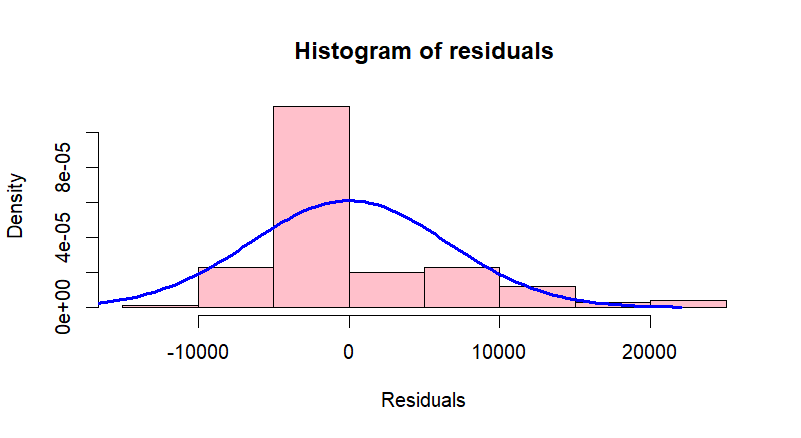 Histogram of residuals
Density
8e-05
4e-05
0e+00
-10000 0 10000 20000
Residuals